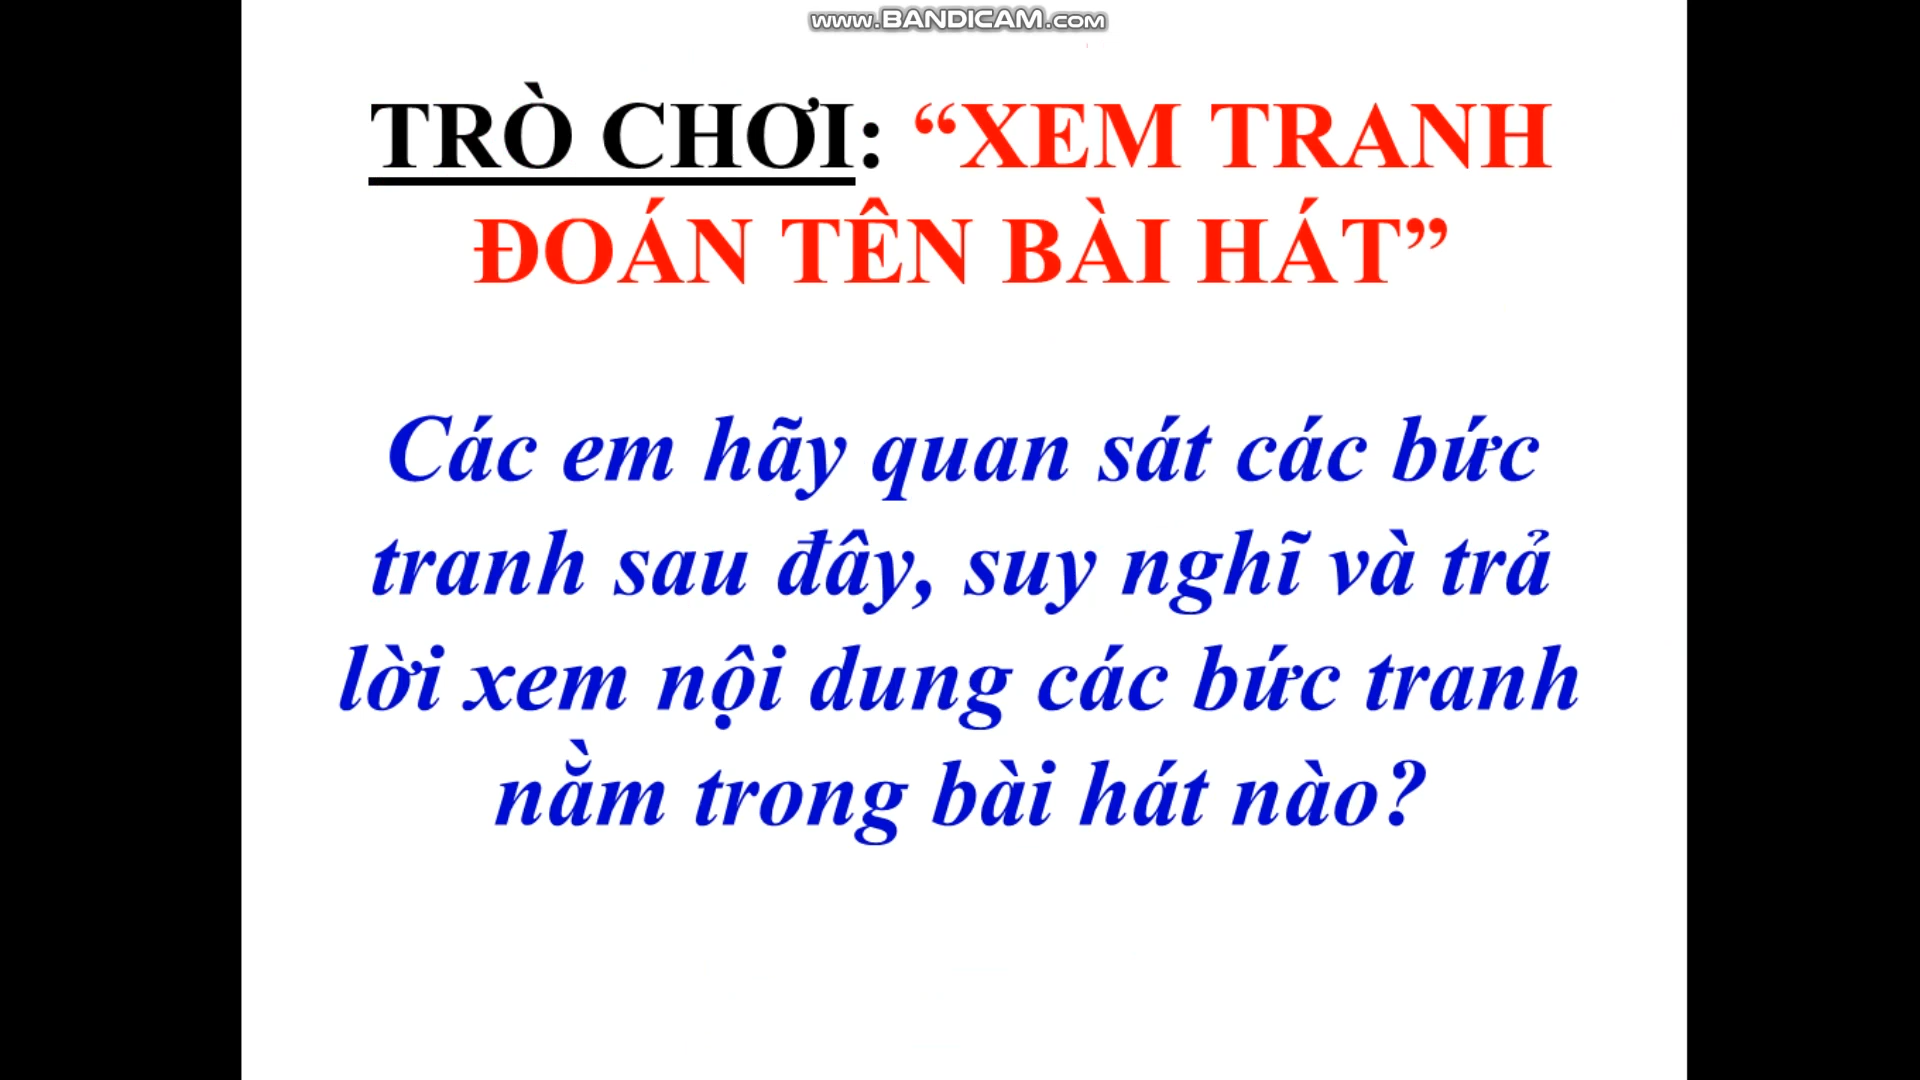 www.BANDICAM.com
TRÒ CHƠI: “XEM TRANH
ĐOÁN TÊN BÀI HÁT”
Các em hãy quan sát các bức
tranh sau đây, suy nghĩ và trả
lời xem nội dung các bức tranh
nằm trong bài hát nào?